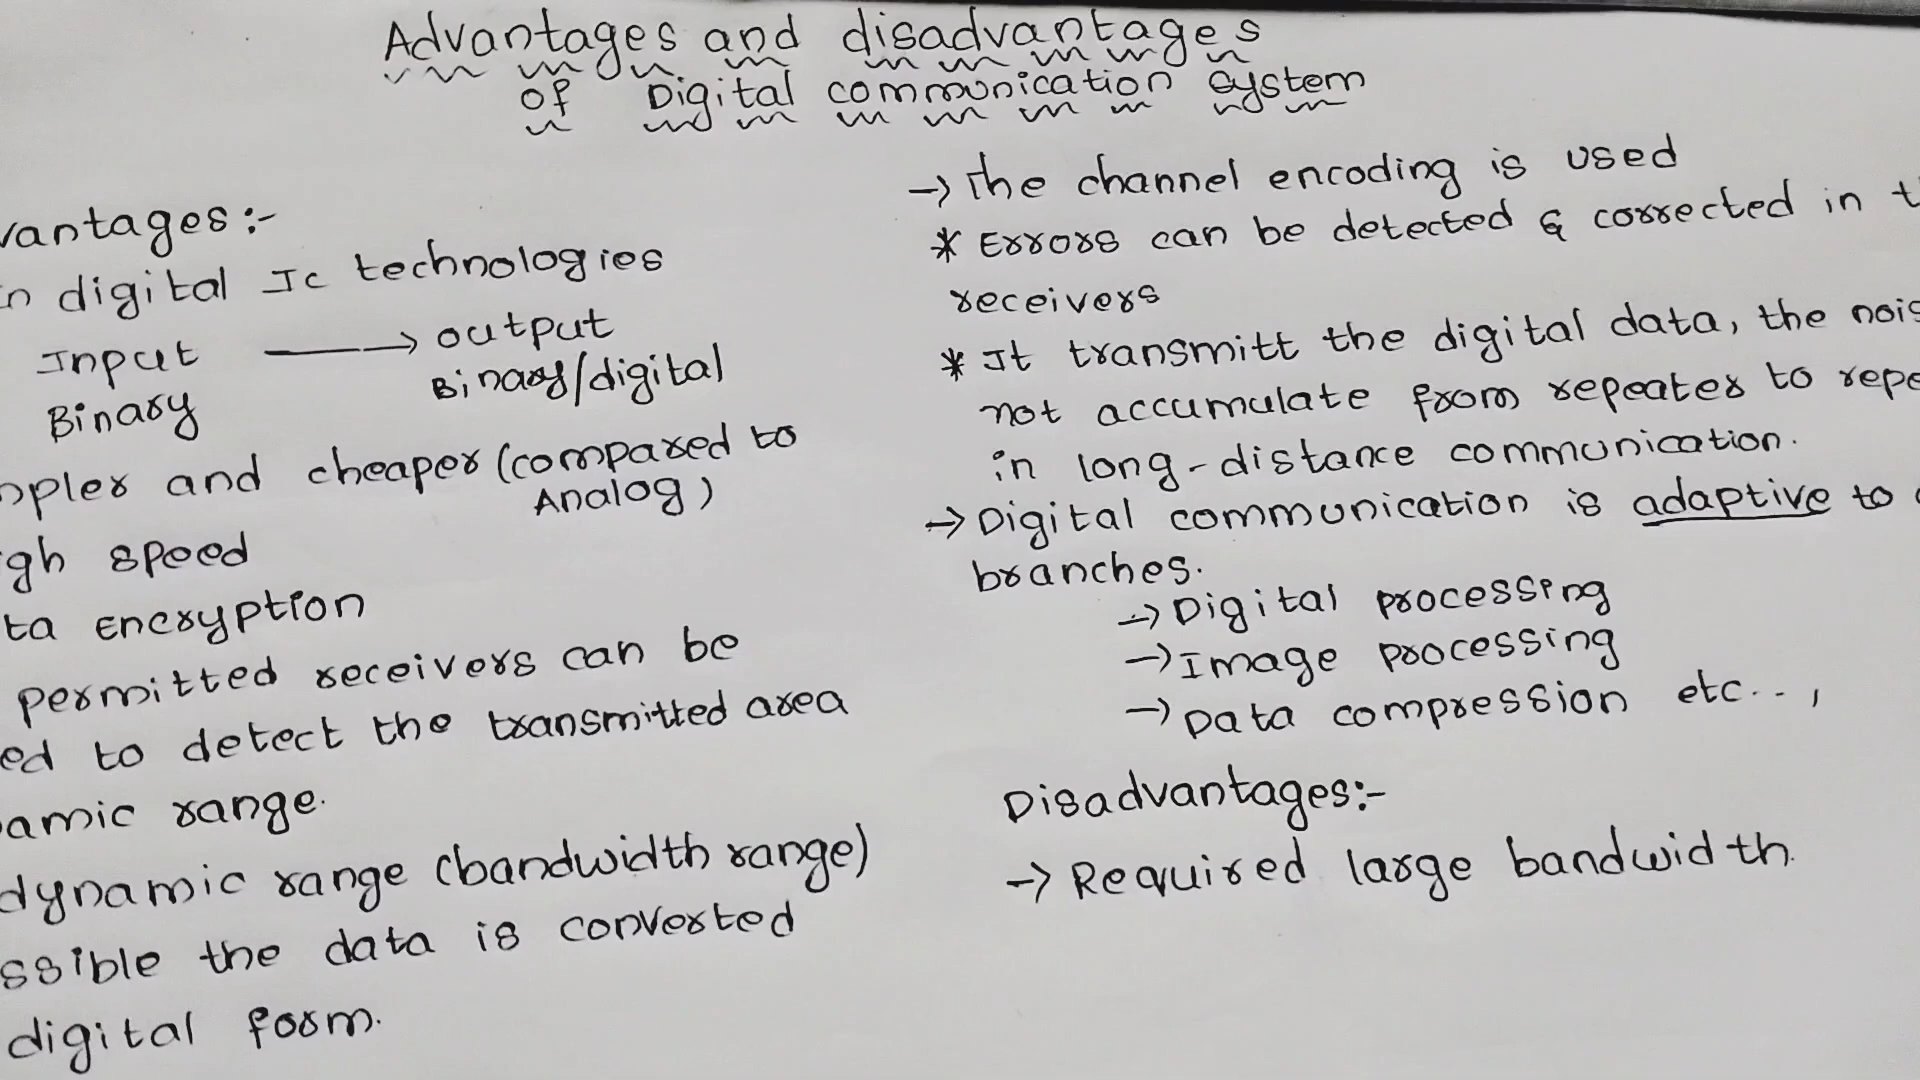 Advantages and disadvantages
of Digital communication system
vantages:-
in digital Ic technologies
Input → output
Binary Binary/digital
mpler and cheaper (compared to
Analog)
gh speed
ta Encryption
permitted receivers can be
ed to detect the transmitted area
amic range.
dynamic range (bandwidth range)
ssible the data is converted
digital form.
→ The channel encoding is used
* Errors can be detected & corrected in t
receivers
* It transmitt the digital data, the nois
not accumulate from repeater to repe
in long-distance communication.
→ Digital communication is adaptive to
branches.
→ Digital processing
→ Image processing
→ Data compression etc..,
Disadvantages:-
→ Required large bandwidth.